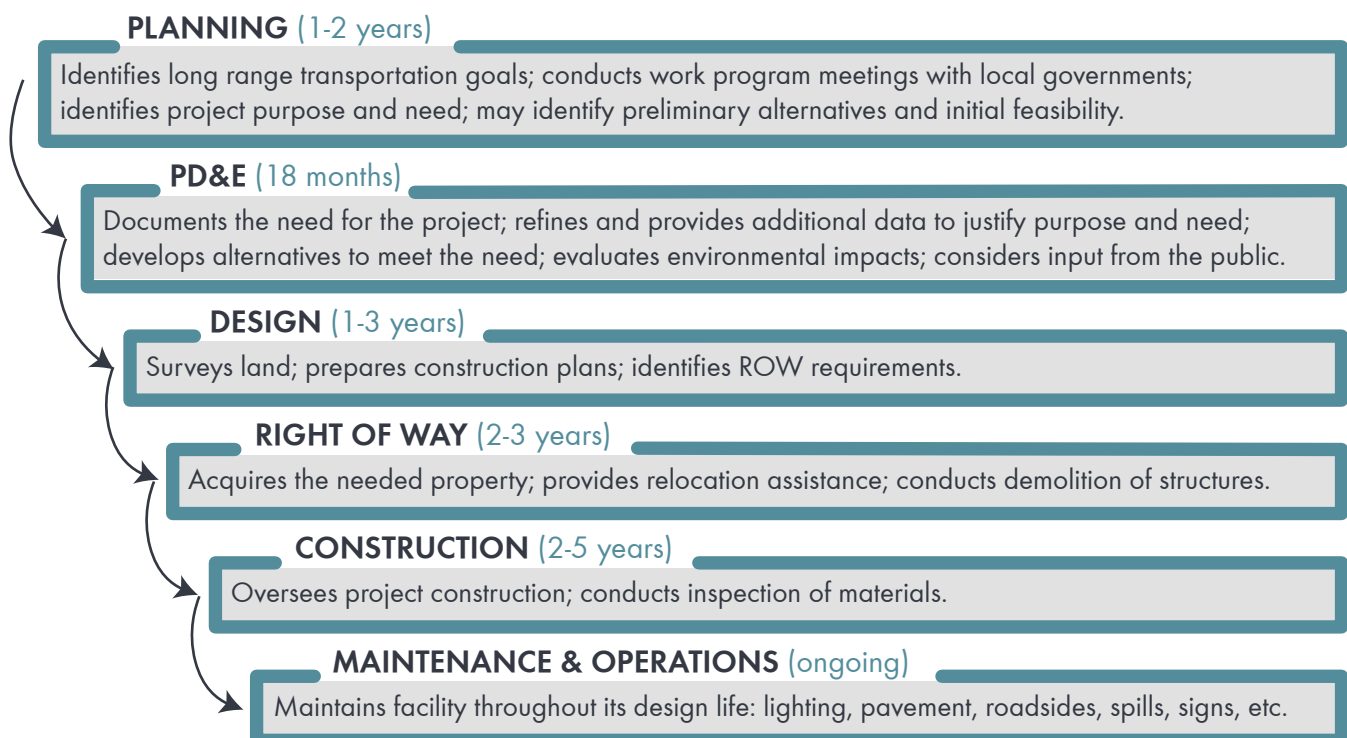 PLANNING (1-2 years)
Identifies long range transportation goals; conducts work program meetings with local governments;
identifies project purpose and need; may identify preliminary alternatives and initial feasibility.
PD&E (18 months)
Documents the need for the project; refines and provides additional data to justify purpose and need;
develops alternatives to meet the need; evaluates environmental impacts; considers input from the public.
DESIGN (1-3 years)
Surveys land; prepares construction plans; identifies ROW requirements.
RIGHT OF WAY (2-3 years)
Acquires the needed property; provides relocation assistance; conducts demolition of structures.
CONSTRUCTION (2-5 years)
Oversees project construction; conducts inspection of materials.
MAINTENANCE & OPERATIONS (ongoing)
Maintains facility throughout its design life: lighting, pavement, roadsides, spills, signs, etc.